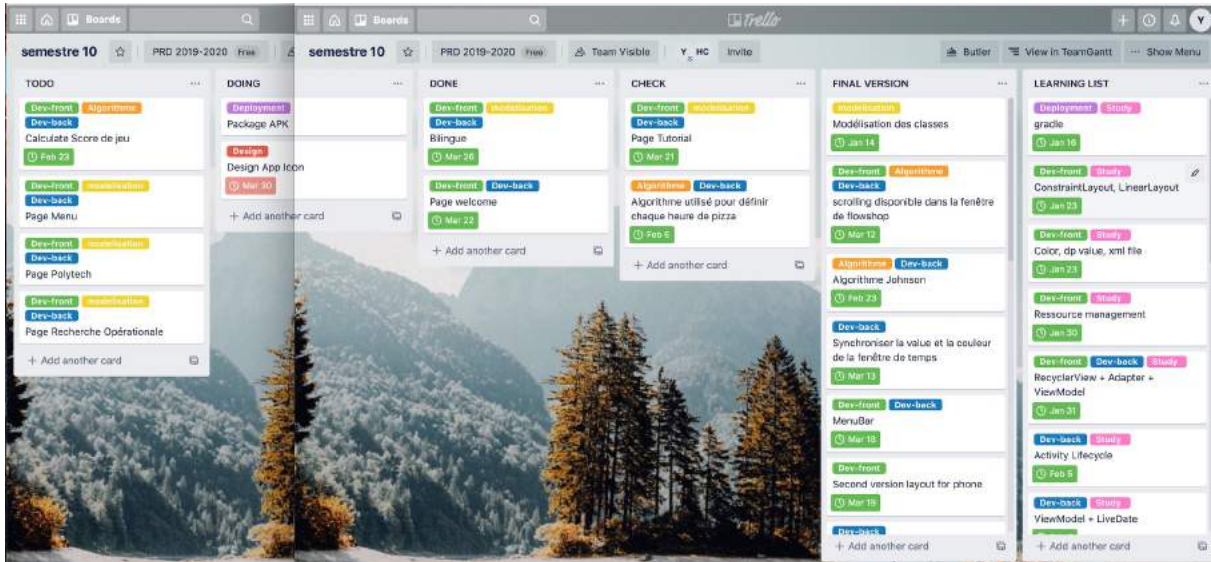 Boards
Boards
Trello
Y
semestre 10
PRD 2019-2020 Free
semestre 10
PRD 2019-2020 Free
Team Visible
Y S HC
Invite
Butler
View in TeamGantt
... Show Menu
TODO ...
Dev-front Algorithme
Dev-back
Calculate Score de jeu
Feb 23
Dev-front modélisation
Dev-back
Page Menu
Dev-front modélisation
Dev-back
Page Polytech
Dev-front modélisation
Dev-back
Page Recherche Opérationale
+ Add another card
DOING
Deployment
Package APK
Design
Design App Icon
Mar 30
+ Add another card
...
DONE ...
Dev-front modélisation
Dev-back
Bilingue
Mar 26
Dev-front Dev-back
Page welcome
Mar 22
+ Add another card
CHECK ...
Dev-front modélisation
Dev-back
Page Tutorial
Mar 21
Algorithme Dev-back
Algorithme utilisé pour définir
chaque heure de pizza
Feb 6
+ Add another card
FINAL VERSION ...
modélisation
Modélisation des classes
Jan 14
Dev-front Algorithme
Dev-back
scrolling disponible dans la fenêtre
de flowshop
Mar 12
Algorithme Dev-back
Algorithme Johnson
Feb 23
Dev-back
Synchroniser la value et la couleur
de la fenêtre de temps
Mar 13
Dev-front Dev-back
MenuBar
Mar 18
Dev-front
Second version layout for phone
Mar 19
Dev-back
+ Add another card
LEARNING LIST ...
Deployment Study
gradle
Jan 16
Dev-front Study
ConstraintLayout, LinearLayout
Jan 23
Dev-front Study
Color, dp value, xml file
Jan 23
Dev-front Study
Ressource management
Jan 30
Dev-front Dev-back Study
RecyclerView + Adapter +
ViewModel
Jan 31
Dev-back Study
Activity Lifecycle
Feb 5
Dev-back Study
ViewModel + LiveDate
+ Add another card